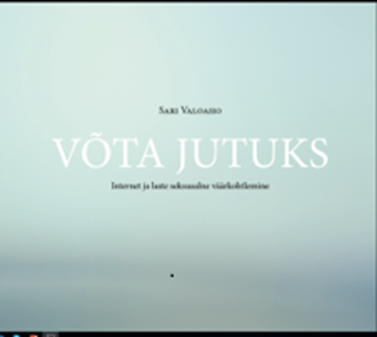 Sari Valoaho
VÕTA JUTUKS
Internet ja laste seksuaalne väärkohtlemine